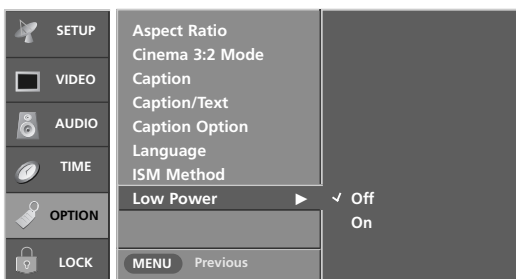 SETUP
VIDEO
AUDIO
TIME
OPTION
LOCK
Aspect Ratio
Cinema 3:2 Mode
Caption
Caption/Text
Caption Option
Language
ISM Method
Low Power
Off
On
MENU Previous